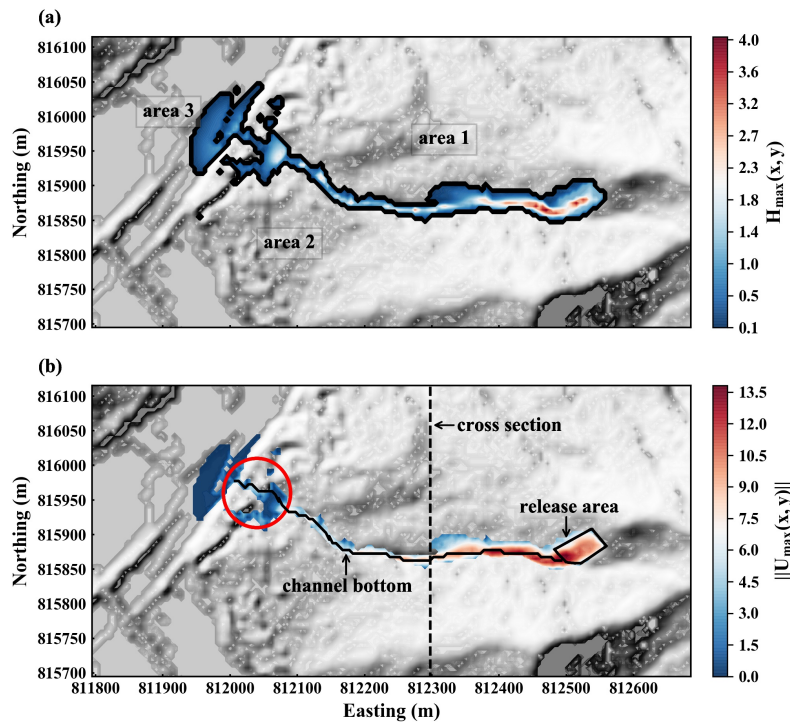 (a)
816100
816050
816000
815950
815900
815850
815800
815750
815700
Northing (m)
area 3
area 1
area 2
4.0
3.6
3.2
2.7
2.3
1.8
1.4
1.0
0.5
0.1
H_max(x, y)
(b)
816100
816050
816000
815950
815900
815850
815800
815750
815700
Northing (m)
cross section
release area
channel bottom
13.5
12.0
10.5
9.0
7.5
6.0
4.5
3.0
1.5
0.0
||U_max(x, y)||
811800 811900 812000 812100 812200 812300 812400 812500 812600
Easting (m)